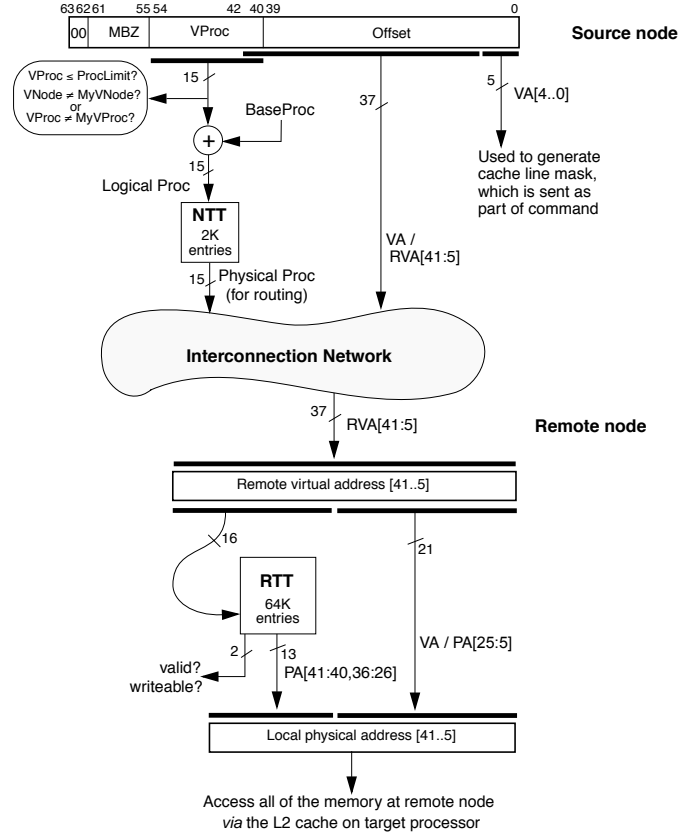 63 62 61 55 54 42 40 39 0
00 MBZ VProc Offset
Source node
VProc ≤ ProcLimit?
VNode ≠ MyVNode?
or
VProc ≠ MyVProc?
15
37
5
VA[4..0]
BaseProc
+
15
Logical Proc
Used to generate
cache line mask,
which is sent as
part of command
NTT
2K
entries
VA /
RVA[41:5]
15
Physical Proc
(for routing)
Interconnection Network
37
RVA[41:5]
Remote node
Remote virtual address [41..5]
16
21
RTT
64K
entries
2
13
valid?
writeable?
PA[41:40,36:26]
VA / PA[25:5]
Local physical address [41..5]
Access all of the memory at remote node
via the L2 cache on target processor